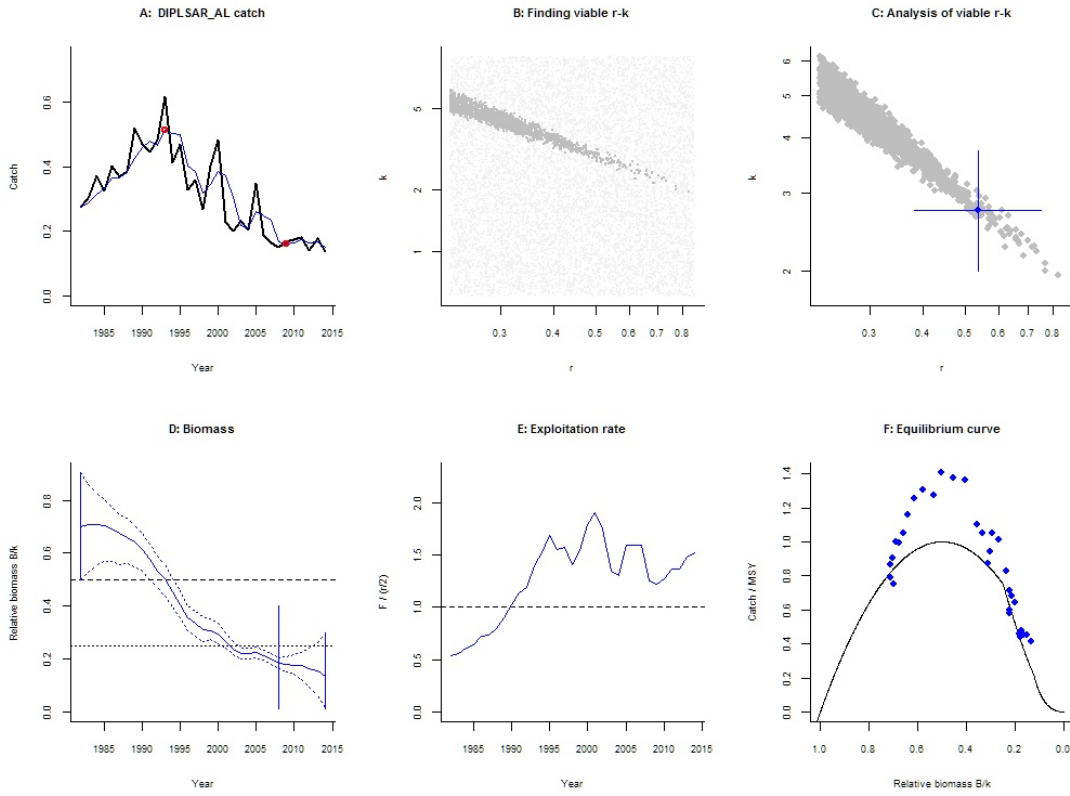 A:  DIPLSAR_AL catch
Catch
0.6
0.4
0.2
0.0
1985 1990 1995 2000 2005 2010 2015
Year
B: Finding viable r-k
k
5
2
1
0.3 0.4 0.5 0.6 0.7 0.8
r
C: Analysis of viable r-k
k
6
5
4
3
2
0.3 0.4 0.5 0.6 0.7 0.8
r
D: Biomass
Relative biomass B/k
0.8
0.6
0.4
0.2
0.0
1985 1990 1995 2000 2005 2010 2015
Year
E: Exploitation rate
F / (r/2)
2.0
1.5
1.0
0.5
0.0
1985 1990 1995 2000 2005 2010 2015
Year
F: Equilibrium curve
Catch / MSY
1.4
1.2
1.0
0.8
0.6
0.4
0.2
0.0
1.0 0.8 0.6 0.4 0.2 0.0
Relative biomass B/k